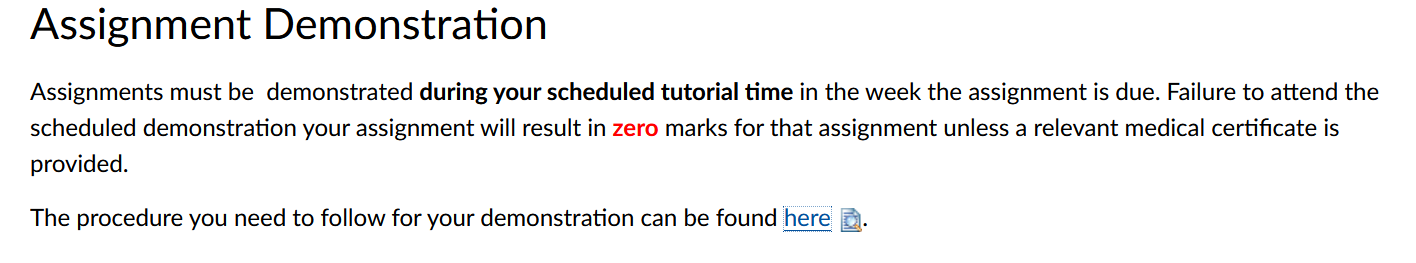 Assignment Demonstration
Assignments must be  demonstrated during your scheduled tutorial time in the week the assignment is due. Failure to attend the
scheduled demonstration your assignment will result in zero marks for that assignment unless a relevant medical certificate is
provided.
The procedure you need to follow for your demonstration can be found here .